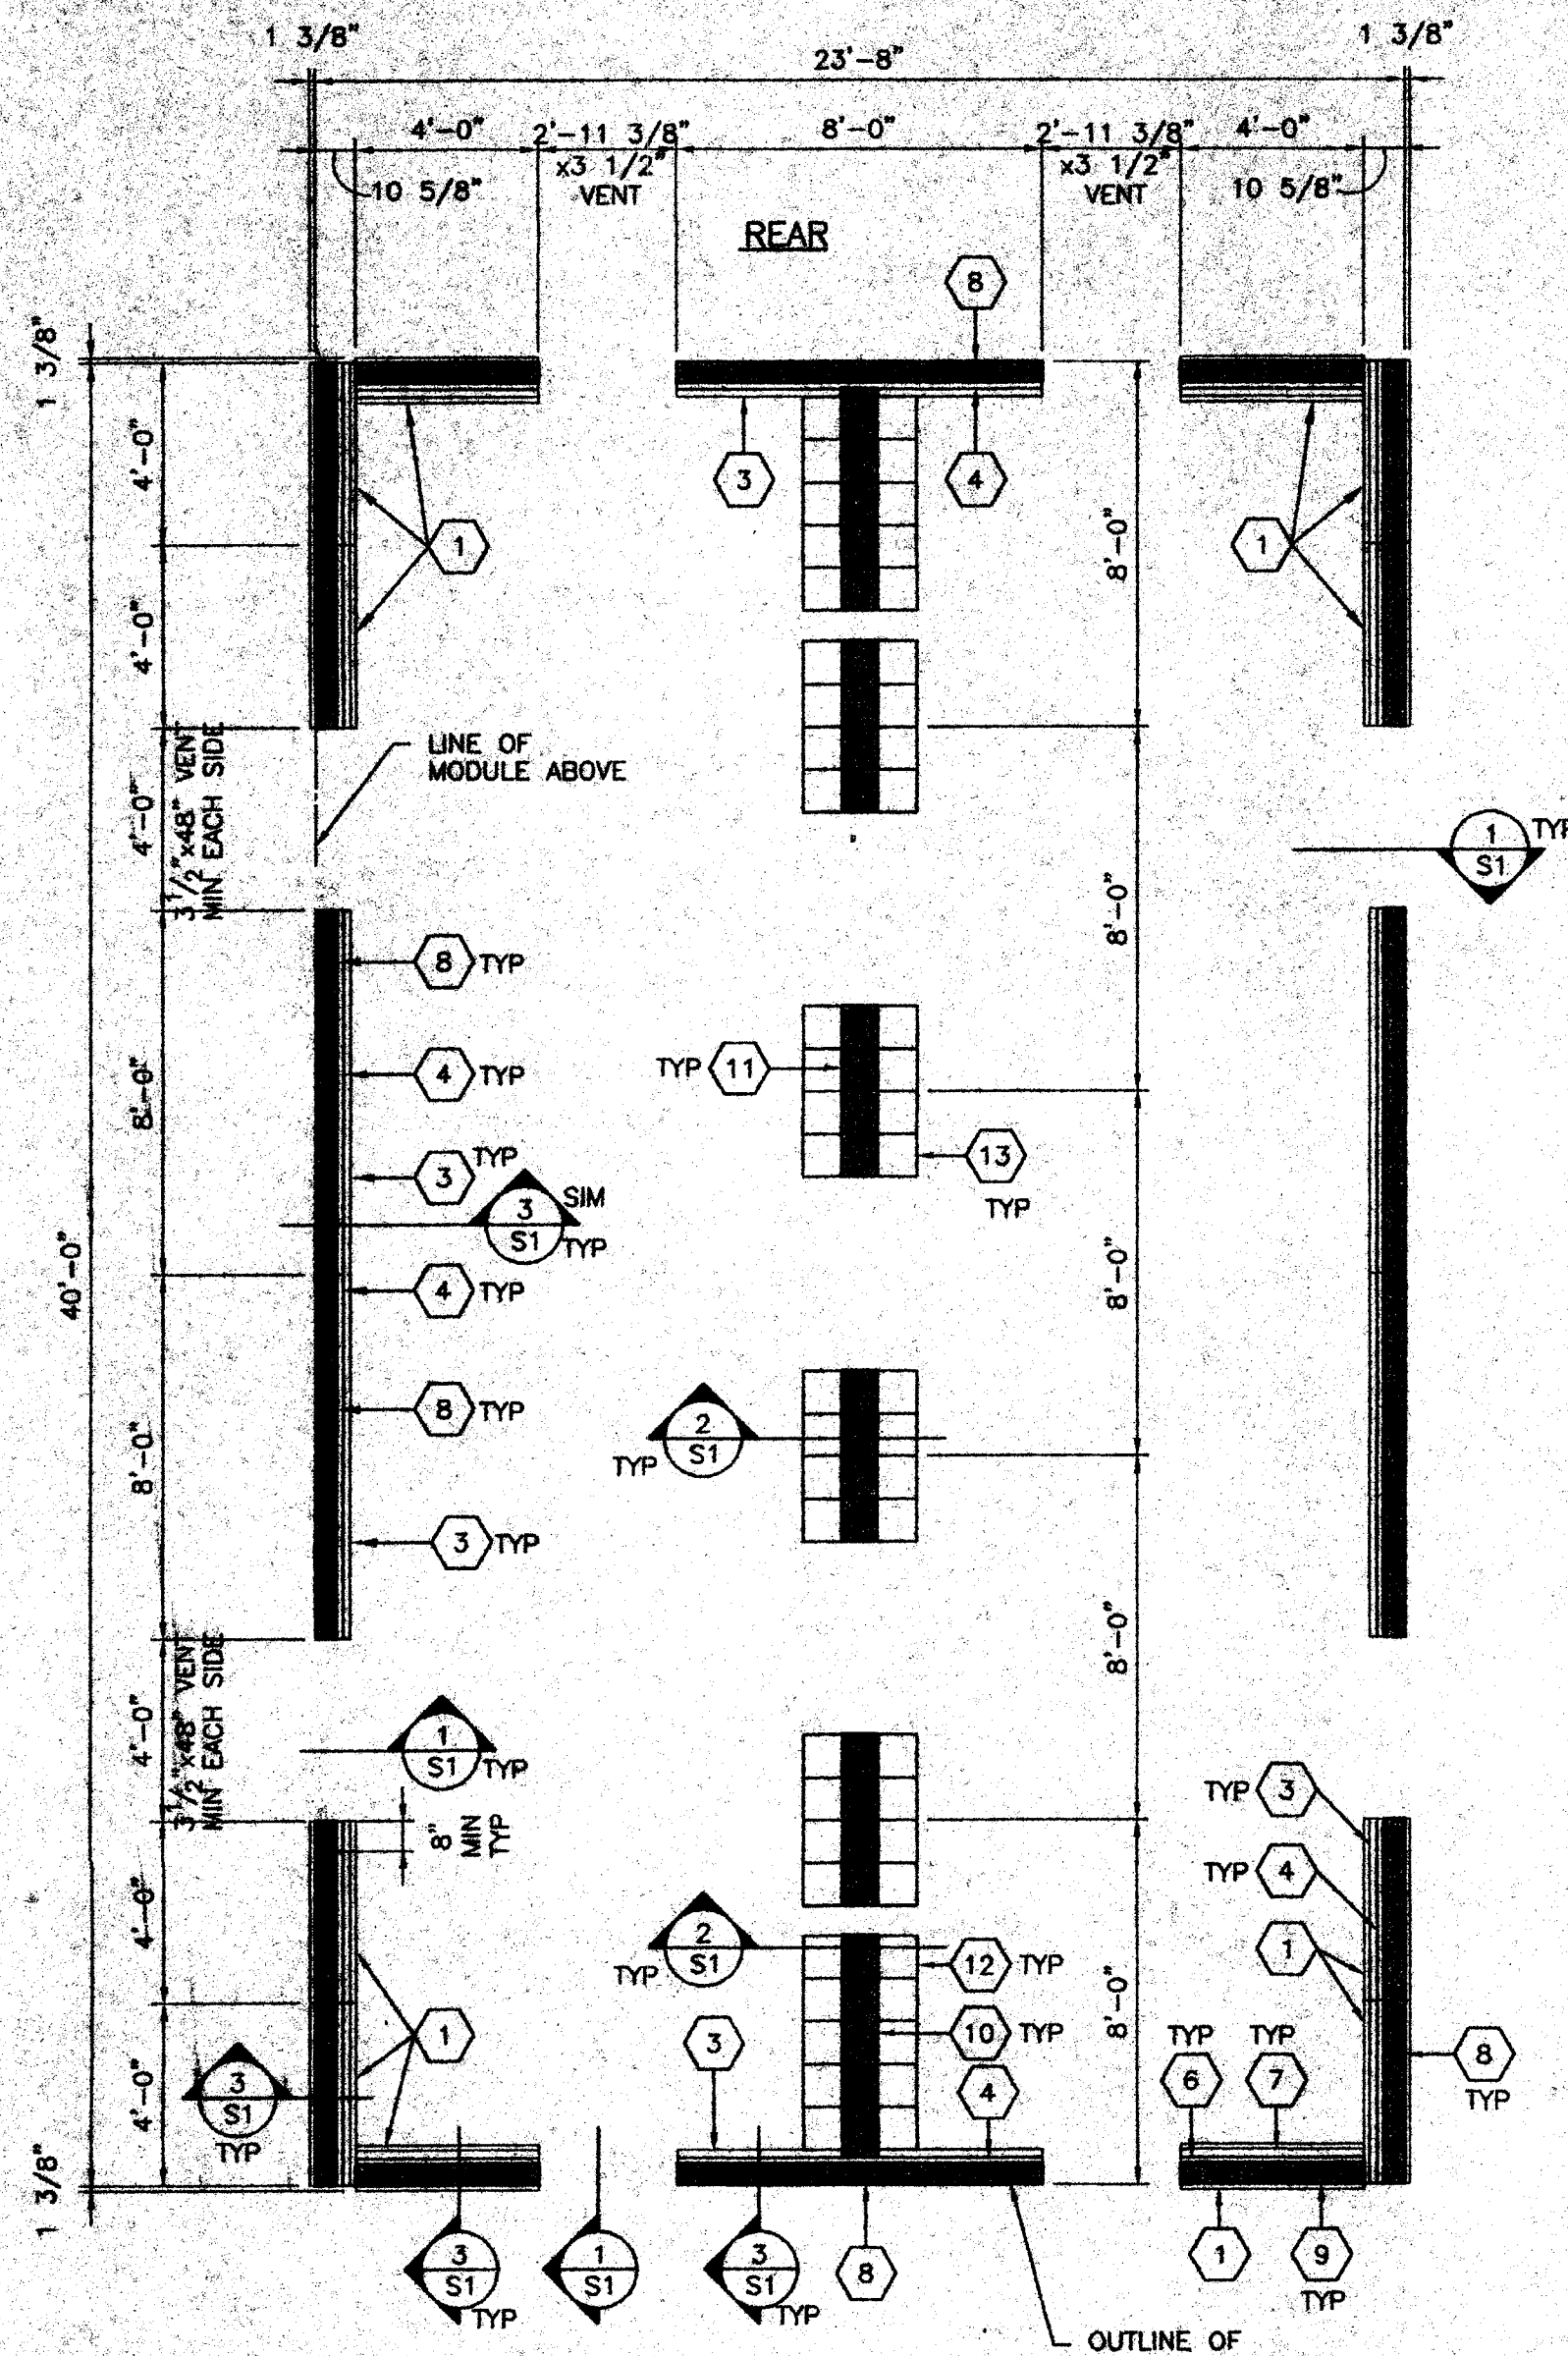 1 3/8"
23'-8"
1 3/8"
4'-0"
2'-11 3/8"
x3 1/2"
VENT
8'-0"
2'-11 3/8"
x3 1/2"
VENT
4'-0"
10 5/8"
10 5/8"
REAR
8
1 3/8"
4'-0"
3
4
1
1
8'-0"
4'-0"
LINE OF
MODULE ABOVE
4'-0"
3 1/2"x48" VENT
MIN EACH SIDE
1
S1
TYP
8 TYP
8'-0"
4 TYP
TYP 11
8'-0"
3 TYP
13
TYP
3
S1
SIM
TYP
40'-0"
4 TYP
8'-0"
8 TYP
2
S1
TYP
8'-0"
3 TYP
8'-0"
4'-0"
3 1/2"x48" VENT
MIN EACH SIDE
1
S1
TYP
8"
MIN
TYP
TYP 3
TYP 4
4'-0"
2
S1
TYP
12 TYP
1
10 TYP
8'-0"
1
3
4
TYP
6
TYP
7
8
TYP
4'-0"
3
S1
TYP
1 3/8"
3
S1
TYP
1
S1
3
S1
TYP
8
1
9
TYP
OUTLINE OF